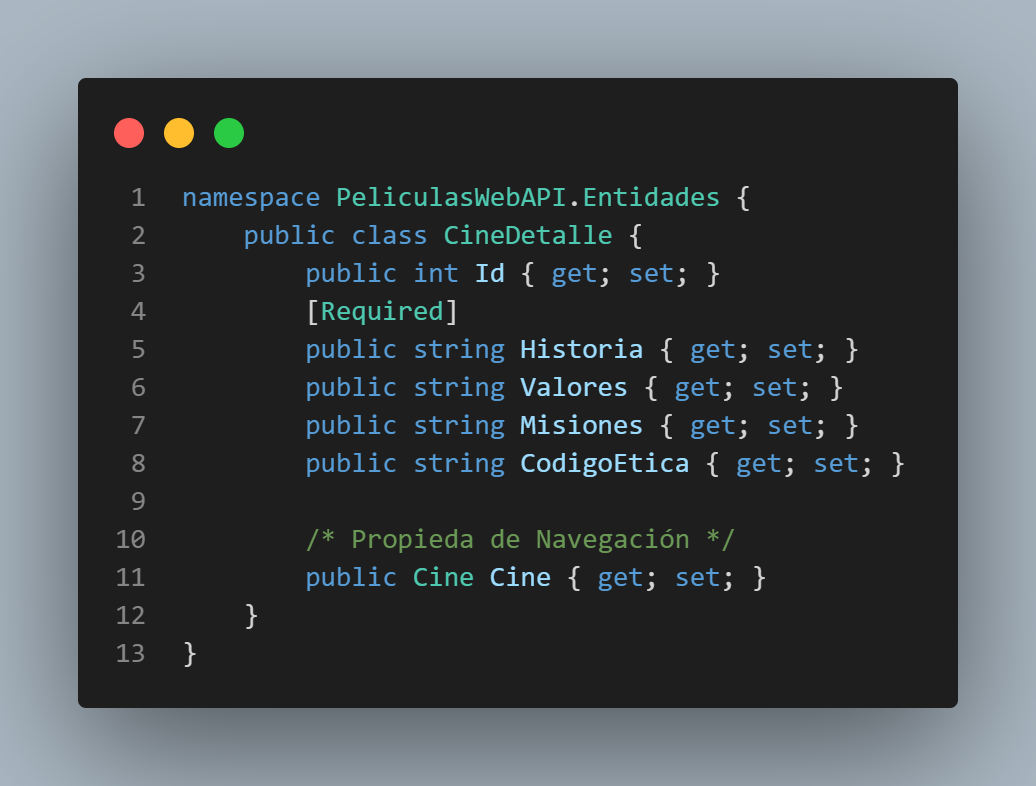 1 namespace PeliculasWebAPI.Entidades {
2 public class CineDetalle {
3 public int Id { get; set; }
4 [Required]
5 public string Historia { get; set; }
6 public string Valores { get; set; }
7 public string Misiones { get; set; }
8 public string CodigoEtica { get; set; }
9
10 /* Propieda de Navegación */
11 public Cine Cine { get; set; }
12 }
13 }